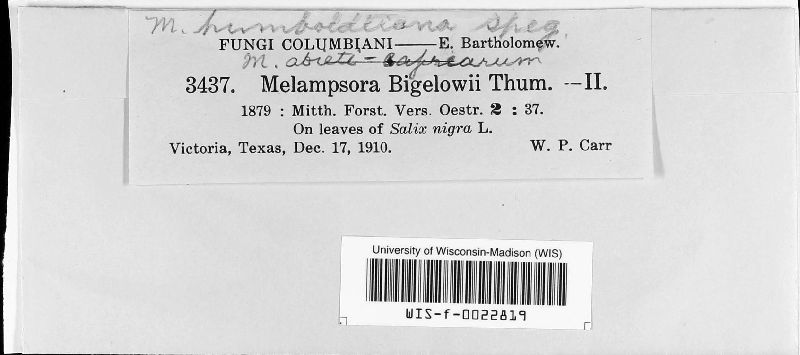 M. humboldtiana Speg.
FUNGI COLUMBIANI — E. Bartholomew.
M. abieti-caprearum
3437. Melampsora Bigelowii Thum. —II.
1879 : Mitth. Forst. Vers. Oestr. 2 : 37.
On leaves of Salix nigra L.
Victoria, Texas, Dec. 17, 1910. W. P. Carr
University of Wisconsin-Madison (WIS)
WIS-f-0022819